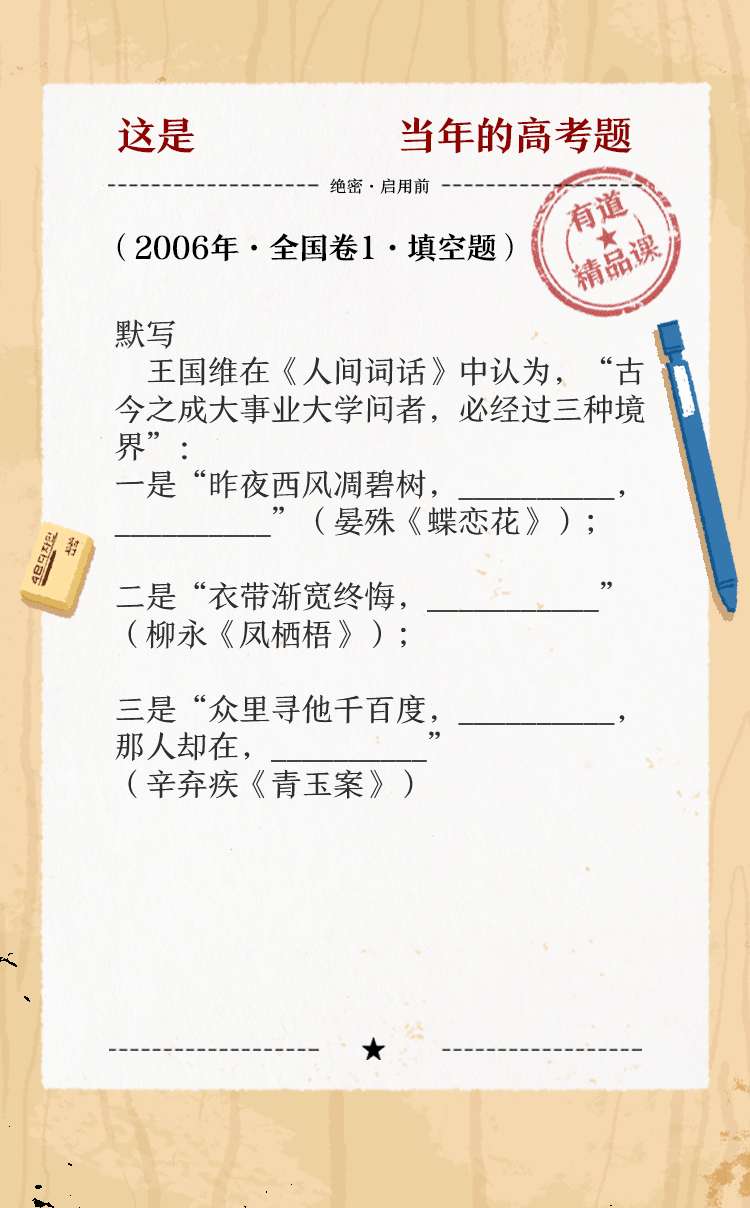 这是 当年的高考题
绝密·启用前
有道
精品课
（2006年·全国卷1·填空题）
默写
王国维在《人间词话》中认为，“古
今之成大事业大学问者，必经过三种境
界”：
一是“昨夜西风凋碧树，__________，
__________”（晏殊《蝶恋花》）；
二是“衣带渐宽终悔，___________”
（柳永《凤栖梧》）；
三是“众里寻他千百度，__________，
那人却在，__________”
（辛弃疾《青玉案》）